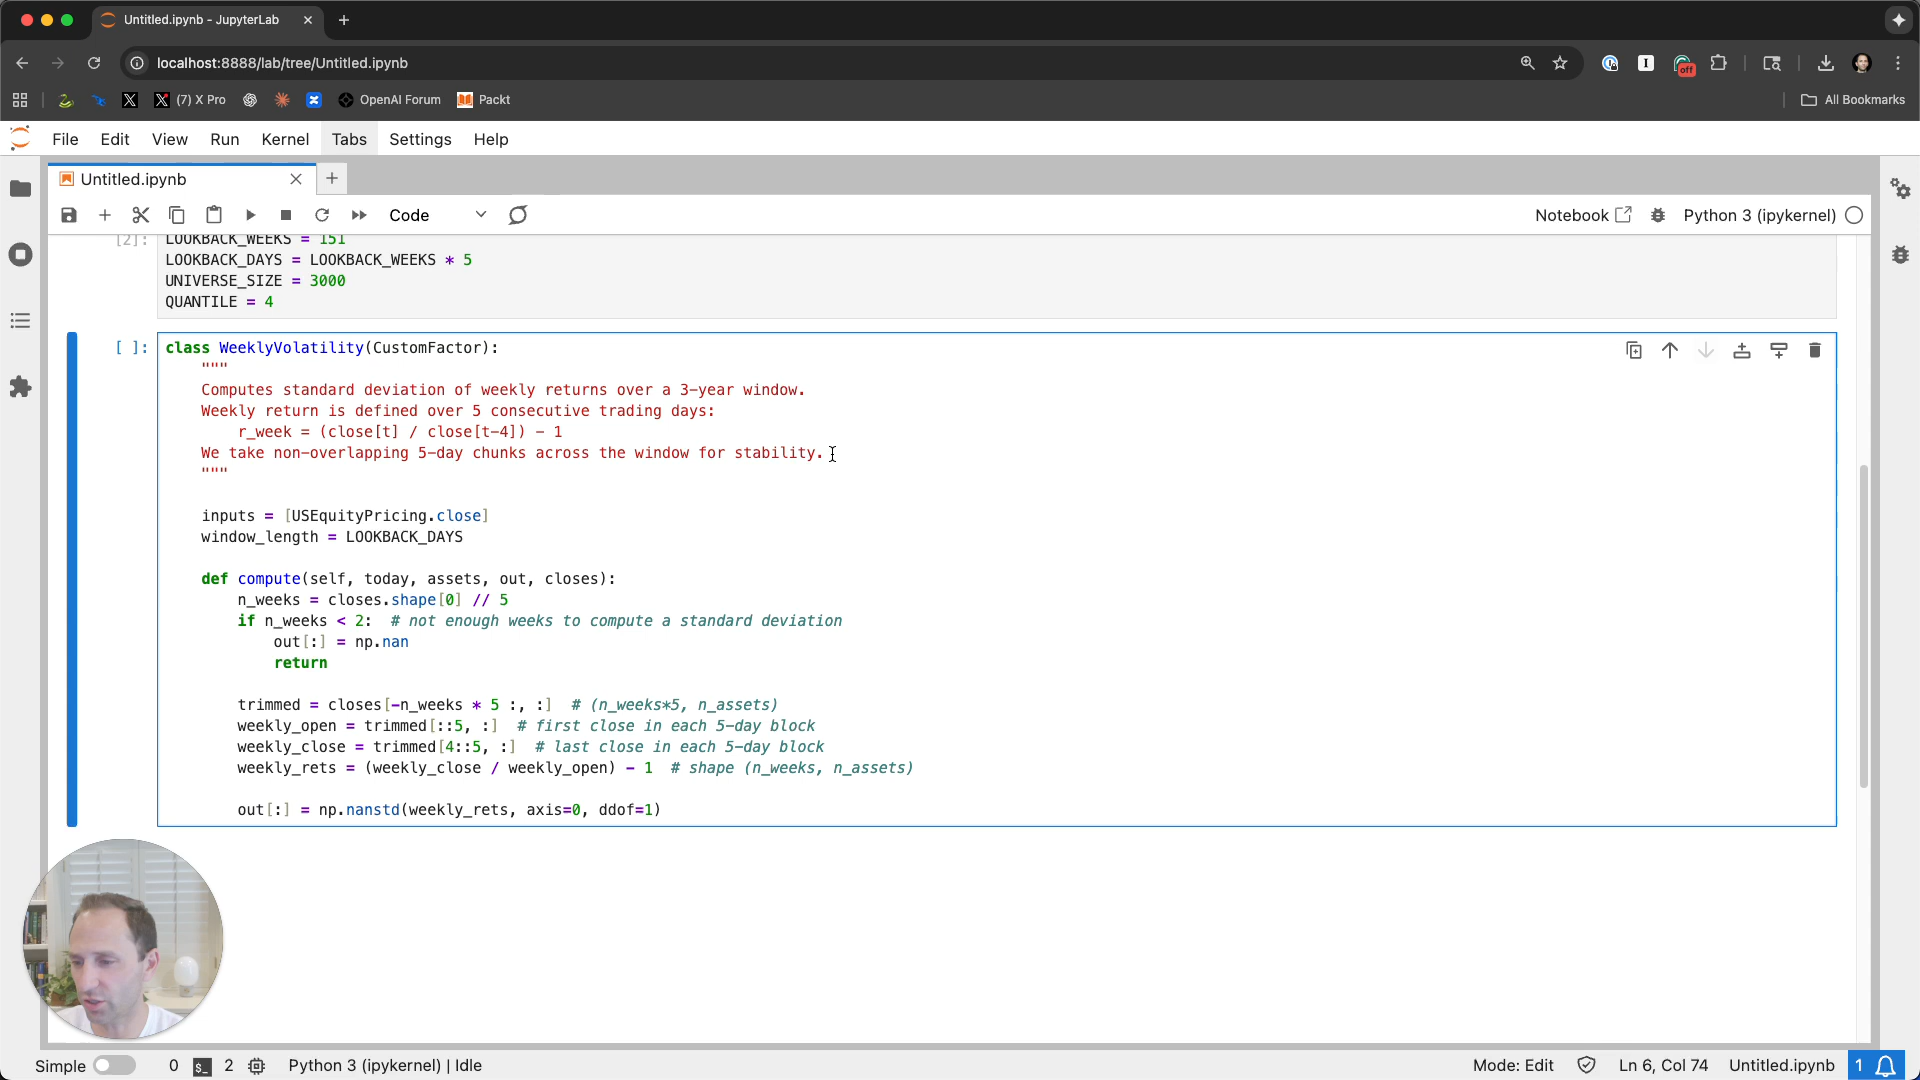 Untitled.ipynb - JupyterLab
localhost:8888/lab/tree/Untitled.ipynb
off
(7) X Pro
OpenAI Forum
Packt
All Bookmarks
File Edit View Run Kernel Tabs Settings Help
Untitled.ipynb
Code
Notebook
Python 3 (ipykernel)
[2]: LOOKBACK_WEEKS = 151
LOOKBACK_DAYS = LOOKBACK_WEEKS * 5
UNIVERSE_SIZE = 3000
QUANTILE = 4
[ ]: class WeeklyVolatility(CustomFactor):
"""
Computes standard deviation of weekly returns over a 3-year window.
Weekly return is defined over 5 consecutive trading days:
r_week = (close[t] / close[t-4]) - 1
We take non-overlapping 5-day chunks across the window for stability.
"""
inputs = [USEquityPricing.close]
window_length = LOOKBACK_DAYS
def compute(self, today, assets, out, closes):
n_weeks = closes.shape[0] // 5
if n_weeks < 2:  # not enough weeks to compute a standard deviation
out[:] = np.nan
return
trimmed = closes[-n_weeks * 5 :, :]  # (n_weeks*5, n_assets)
weekly_open = trimmed[::5, :]  # first close in each 5-day block
weekly_close = trimmed[4::5, :]  # last close in each 5-day block
weekly_rets = (weekly_close / weekly_open) - 1  # shape (n_weeks, n_assets)
out[:] = np.nanstd(weekly_rets, axis=0, ddof=1)
Simple 0 $_ 2 Python 3 (ipykernel) | Idle
Mode: Edit Ln 6, Col 74 Untitled.ipynb 1